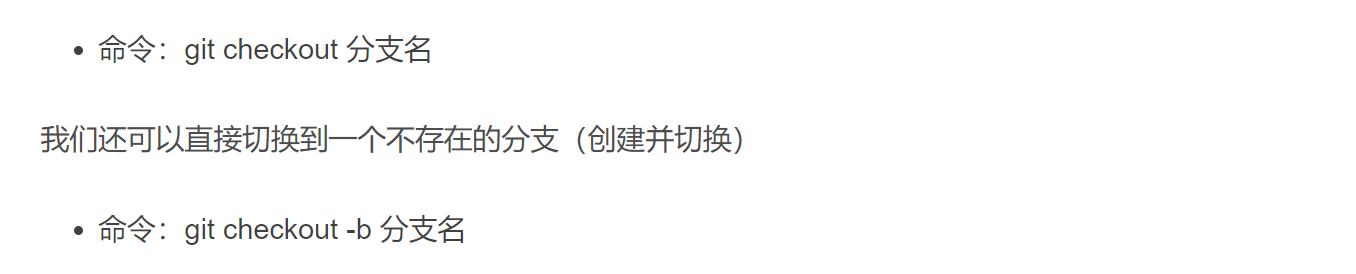 • 命令：git checkout 分支名
我们还可以直接切换到一个不存在的分支（创建并切换）
• 命令：git checkout -b 分支名